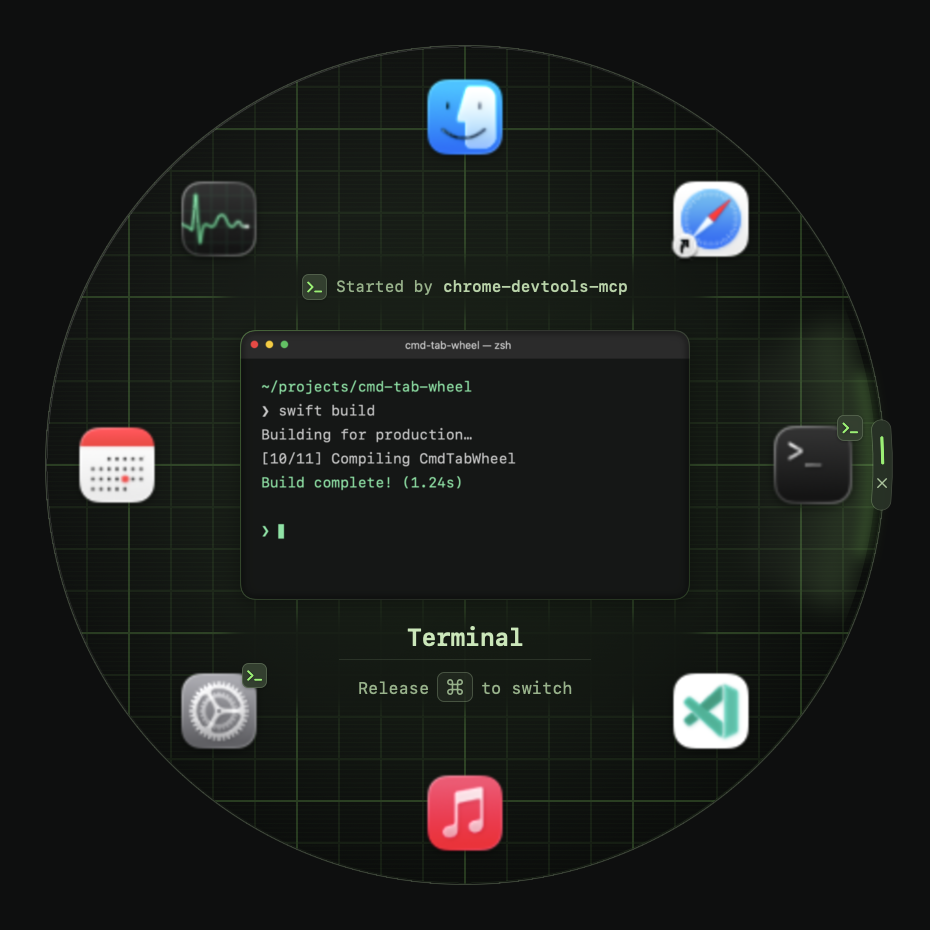 >_ Started by chrome-devtools-mcp
cmd-tab-wheel — zsh
~/projects/cmd-tab-wheel
❯ swift build
Building for production…
[10/11] Compiling CmdTabWheel
Build complete! (1.24s)
❯
>_
>_
Terminal
>_
Release ⌘ to switch